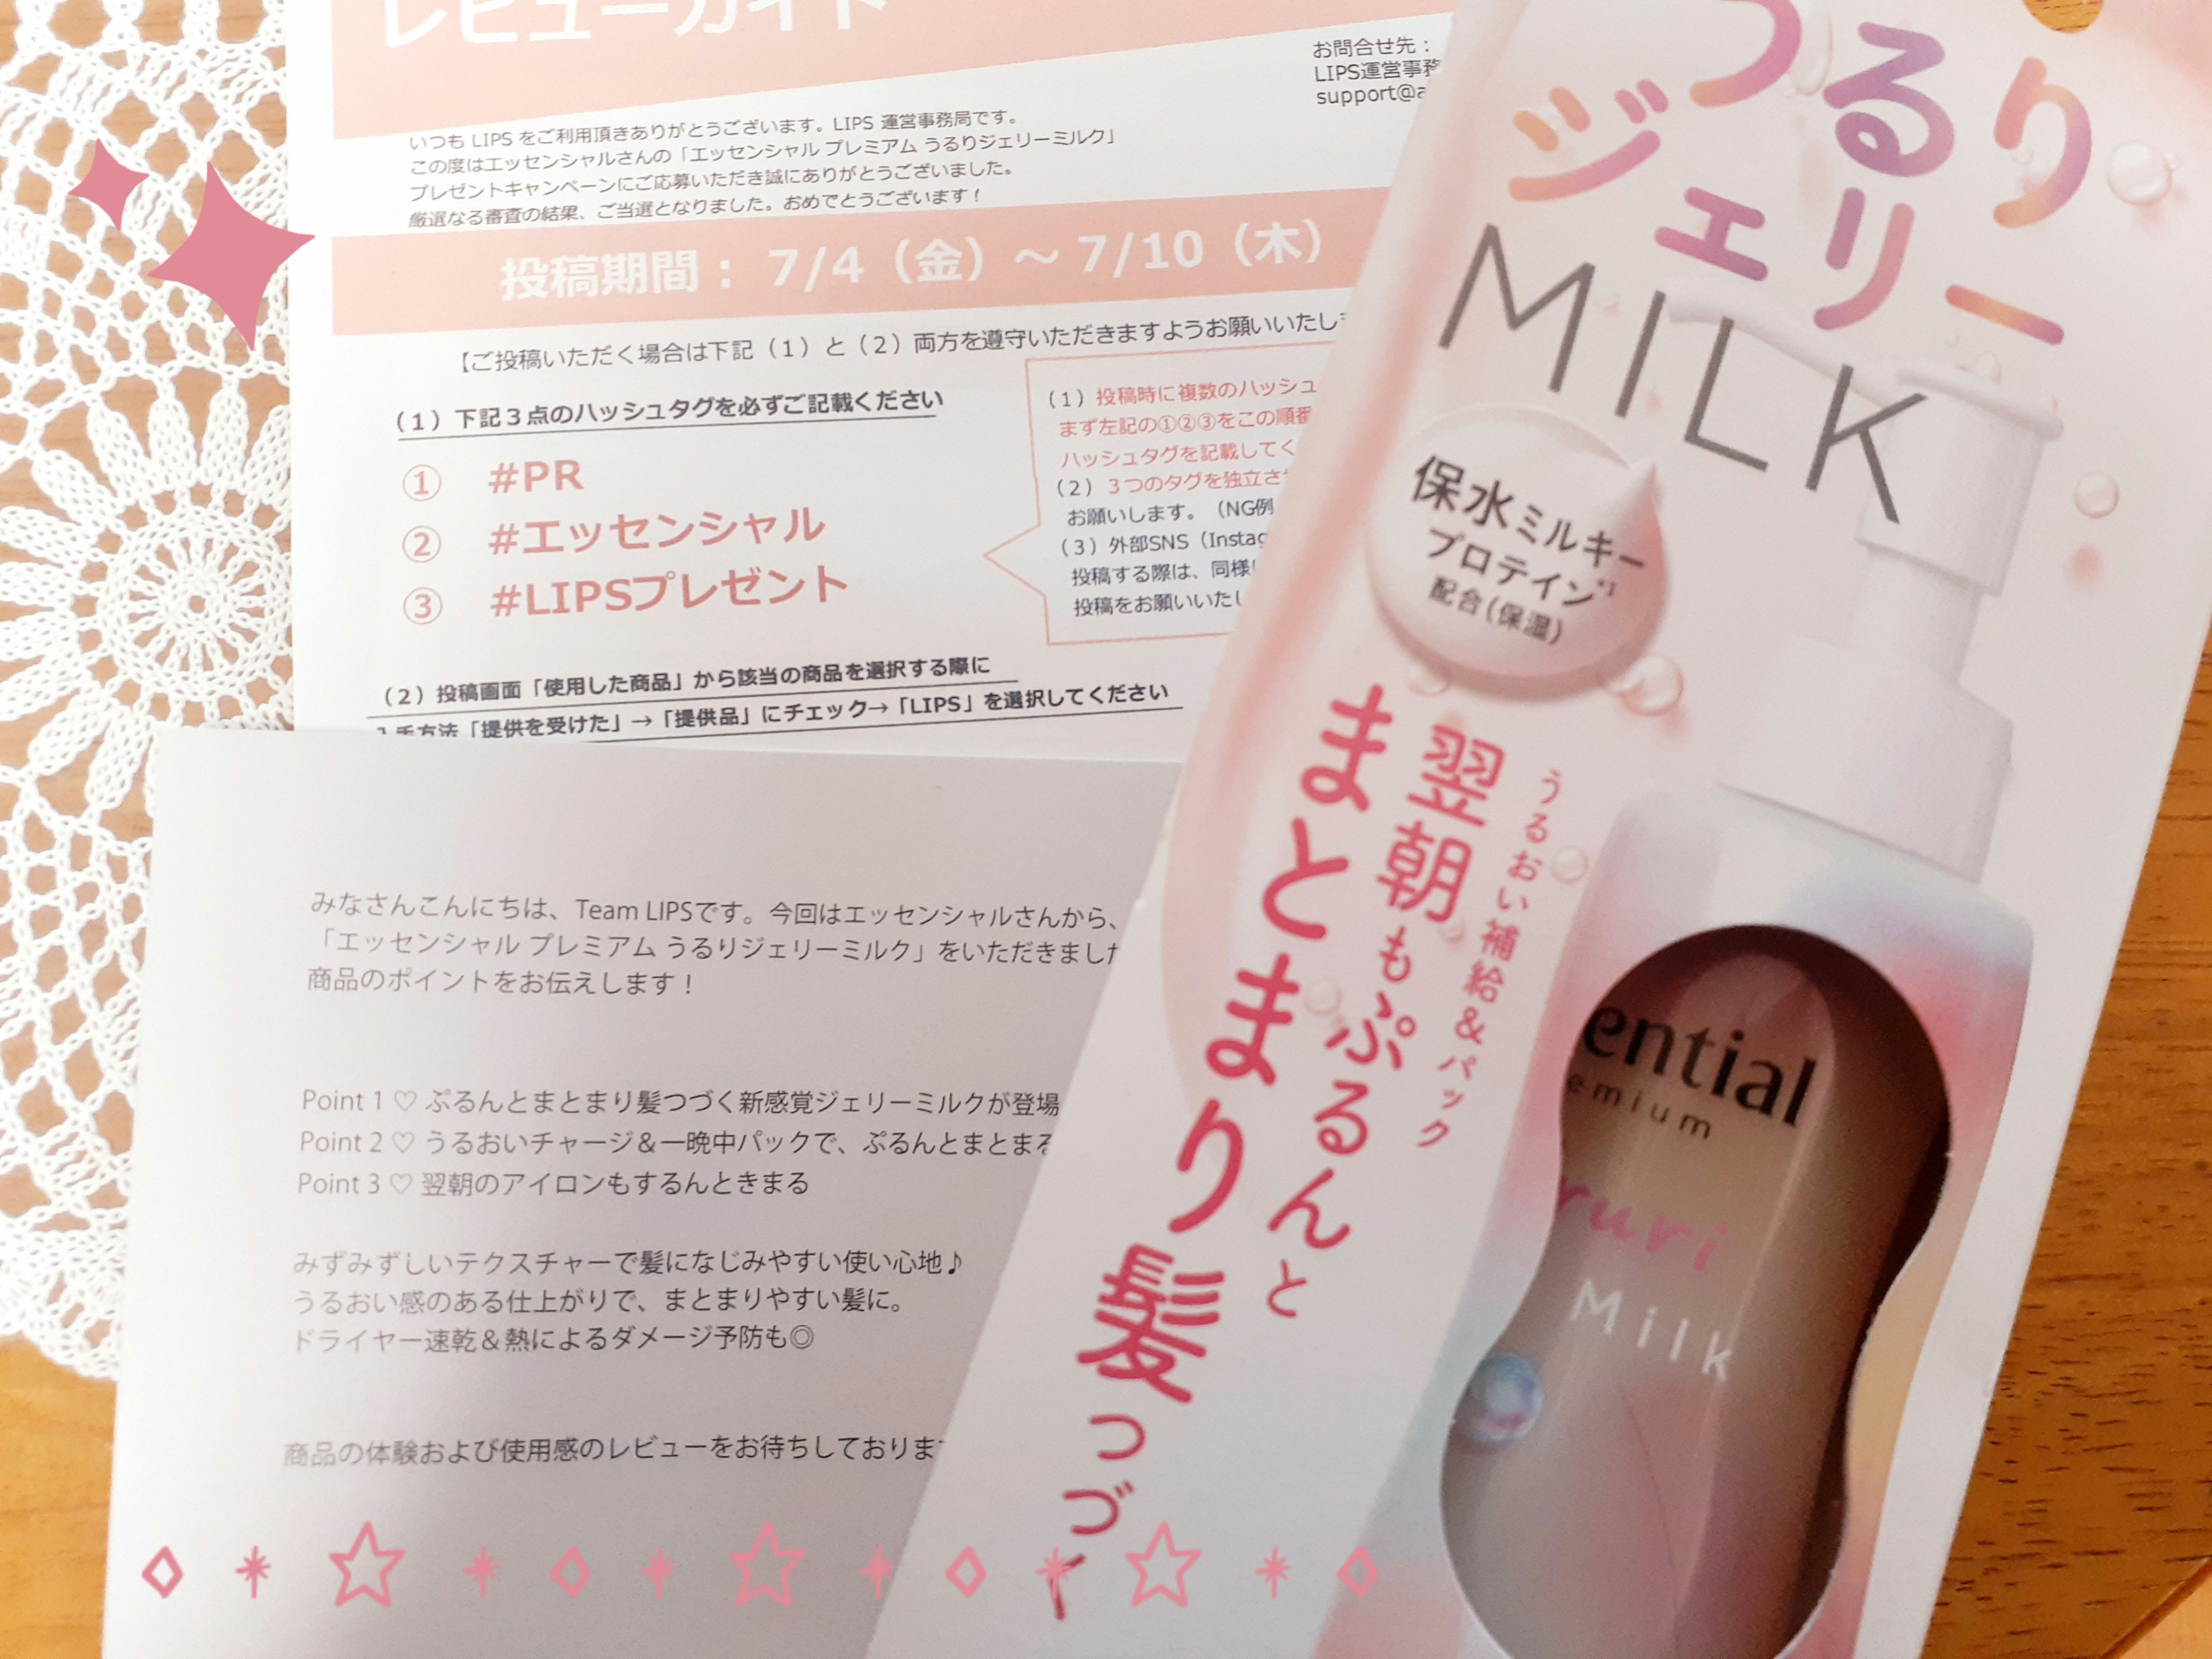 レビューガイド
お問合せ先：
LIPS運営事務
support@a
いつも LIPS をご利用頂きありがとうございます。LIPS 運営事務局です。
この度はエッセンシャルさんの「エッセンシャル プレミアム うるりジェリーミルク」
プレゼントキャンペーンにご応募いただき誠にありがとうございました。
厳選なる審査の結果、ご当選となりました。おめでとうございます！
投稿期間： 7/4（金）～ 7/10（木）
【ご投稿いただく場合は下記（1）と（2）両方を遵守いただきますようお願いいたし
（1）下記３点のハッシュタグを必ずご記載ください
① #PR
② #エッセンシャル
③ #LIPSプレゼント
（1）投稿時に複数のハッシュ
まず左記の①②③をこの順番
ハッシュタグを記載してく
（2）３つのタグを独立さ
お願いします。（NG例
（3）外部SNS（Instag
投稿する際は、同様
投稿をお願いいたし
（2）投稿画面「使用した商品」から該当の商品を選択する際に
入手方法「提供を受けた」→「提供品」にチェック→「LIPS」を選択してください
みなさんこんにちは、Team LIPSです。今回はエッセンシャルさんから、
「エッセンシャル プレミアム うるりジェリーミルク」をいただきました
商品のポイントをお伝えします！
Point 1 ♡ ぷるんとまとまり髪つづく新感覚ジェリーミルクが登場
Point 2 ♡ うるおいチャージ＆一晩中パックで、ぷるんとまとまる
Point 3 ♡ 翌朝のアイロンもするんときまる
みずみずしいテクスチャーで髪になじみやすい使い心地♪
うるおい感のある仕上がりで、まとまりやすい髪に。
ドライヤー速乾＆熱によるダメージ予防も◎
商品の体験および使用感のレビューをお待ちしておりま
うるり
ジェリー
MILK
保水ミルキー
プロテイン*1
配合(保湿)
うるおい補給&パック
翌朝もぷるんと
まとまり髪つづく
ential
emium
ruri
Milk